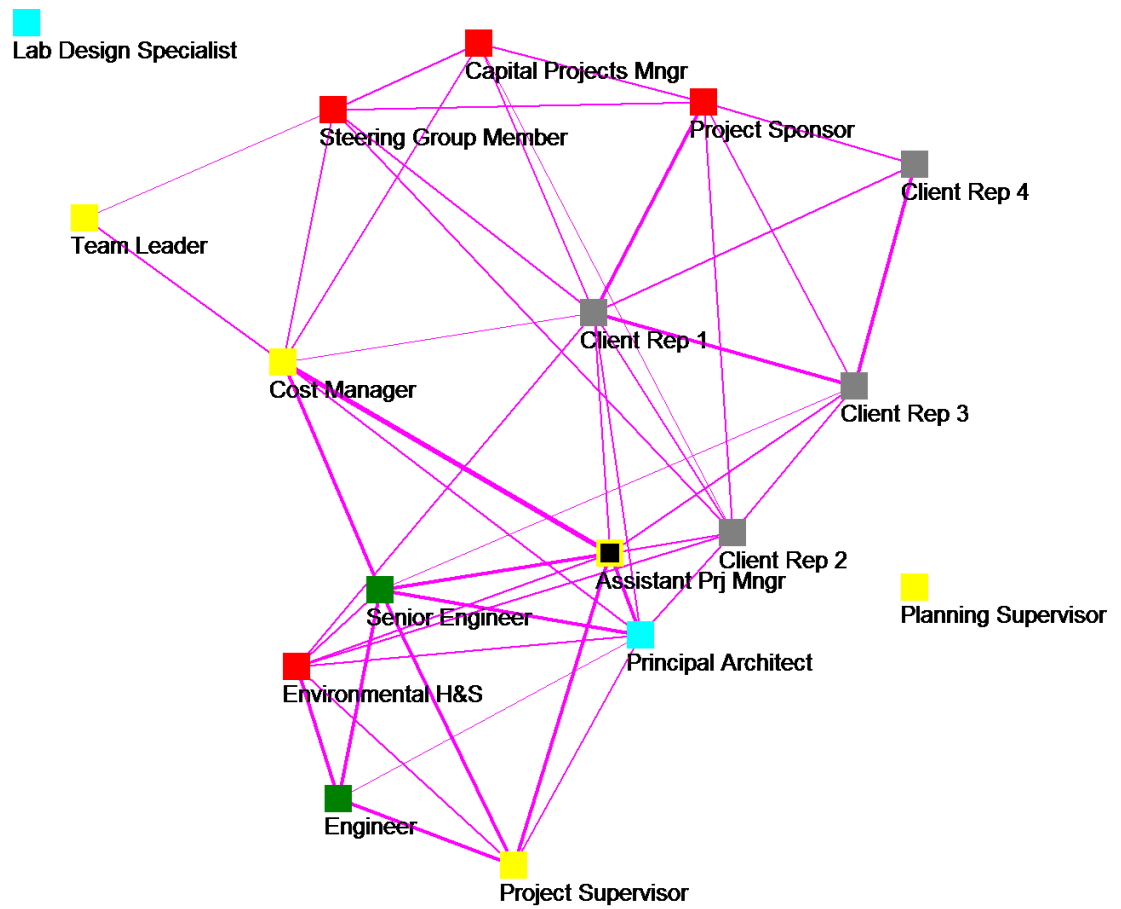 Lab Design Specialist
Capital Projects Mngr
Project Sponsor
Steering Group Member
Client Rep 4
Team Leader
Client Rep 1
Cost Manager
Client Rep 3
Client Rep 2
Assistant Prj Mngr
Senior Engineer
Planning Supervisor
Principal Architect
Environmental H&S
Engineer
Project Supervisor